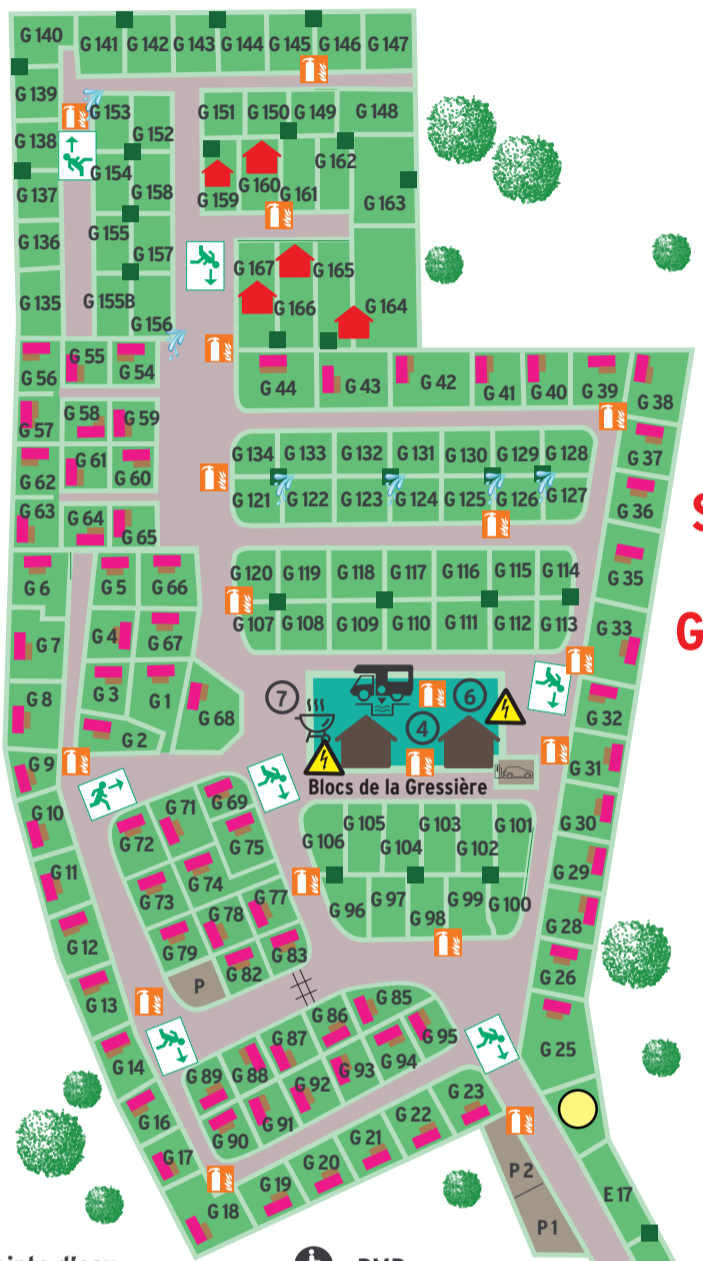 G 140
G 141 G 142 G 143 G 144 G 145 G 146 G 147
G 139
G 153 G 152 G 151 G 150 G 149 G 148
G 138
G 154 G 162
G 137 G 158 G 159 G 160 G 161 G 163
G 136 G 155 G 157 G 167 G 165
G 135 G 155B G 156 G 166 G 164
G 56 G 55 G 54
G 44 G 43 G 42 G 41 G 40 G 39 G 38
G 57 G 58 G 59
G 134 G 133 G 132 G 131 G 130 G 129 G 128 G 37
G 62 G 61 G 60
G 121 G 122 G 123 G 124 G 125 G 126 G 127 G 36
G 63 G 64 G 65
S
G 6 G 5 G 66 G 120 G 119 G 118 G 117 G 116 G 115 G 114 G 35
G 7 G 4 G 67 G 107 G 108 G 109 G 110 G 111 G 112 G 113 G 33
G
G 8 G 3 G 1 G 68 7 4 6 G 32
G 2
G 9 G 31
Blocs de la Gressière
G 10 G 72 G 71 G 69 G 75 G 106 G 105 G 104 G 103 G 102 G 101 G 30
G 11 G 73 G 74 G 29
G 12 G 79 G 78 G 77 G 96 G 97 G 98 G 99 G 100 G 28
G 82 G 83 G 26
G 13 P
G 14 G 86 G 85 G 25
G 89 G 88 G 87 G 92 G 93 G 94 G 95
G 16 G 90 G 91
G 17 G 23
G 18 G 19 G 20 G 21 G 22
P 2 E 17
P 1
PMR